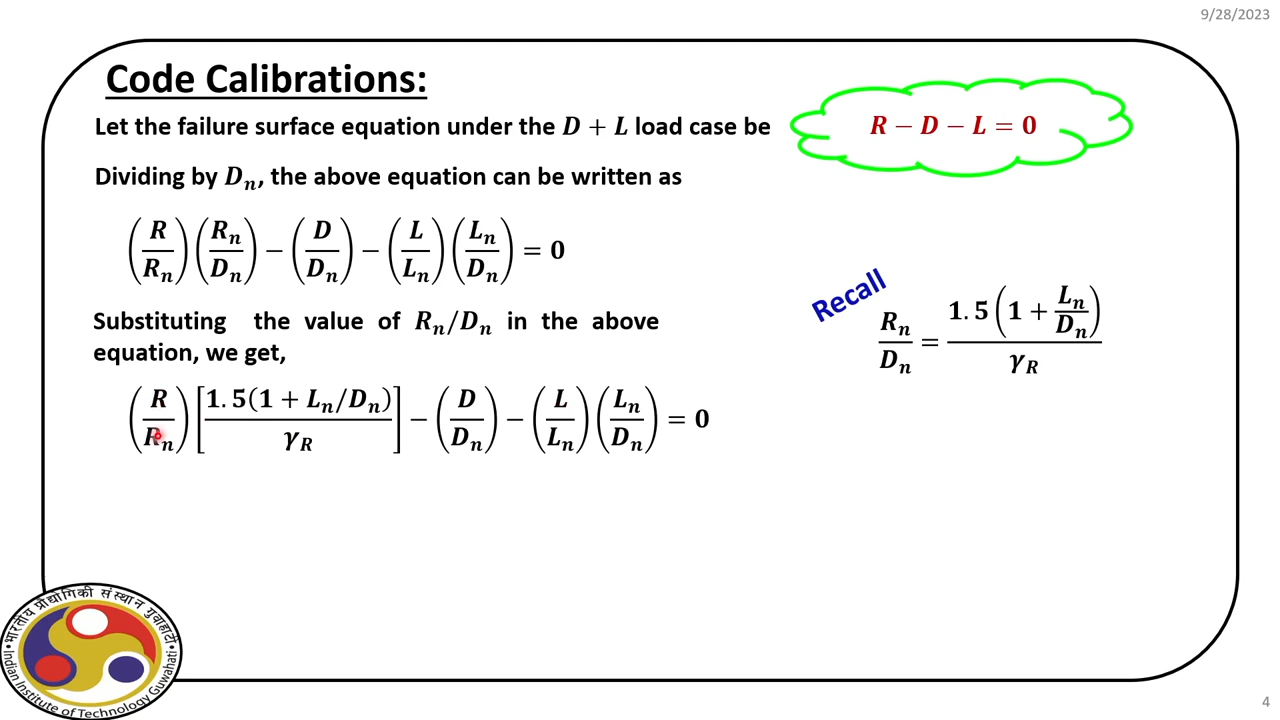 9/28/2023
Code Calibrations:
Let the failure surface equation under the D + L load case be
R − D − L = 0
Dividing by Dₙ, the above equation can be written as
(R/Rₙ)(Rₙ/Dₙ) − (D/Dₙ) − (L/Lₙ)(Lₙ/Dₙ) = 0
Recall
Rₙ/Dₙ = 1.5(1 + Lₙ/Dₙ)/γ_R
Substituting the value of Rₙ/Dₙ in the above
equation, we get,
(R/Rₙ)[1.5(1 + Lₙ/Dₙ)/γ_R] − (D/Dₙ) − (L/Lₙ)(Lₙ/Dₙ) = 0
भारतीय प्रौद्योगिकी संस्थान गुवाहाटी
Indian Institute of Technology Guwahati
4